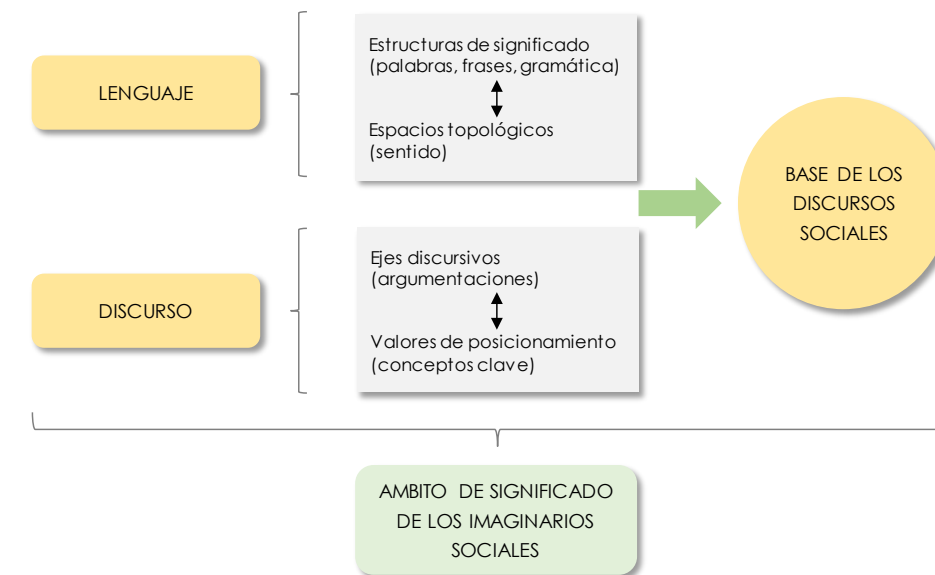 LENGUAJE
Estructuras de significado
(palabras, frases, gramática)
Espacios topológicos
(sentido)
DISCURSO
Ejes discursivos
(argumentaciones)
Valores de posicionamiento
(conceptos clave)
BASE DE LOS
DISCURSOS
SOCIALES
AMBITO DE SIGNIFICADO
DE LOS IMAGINARIOS
SOCIALES